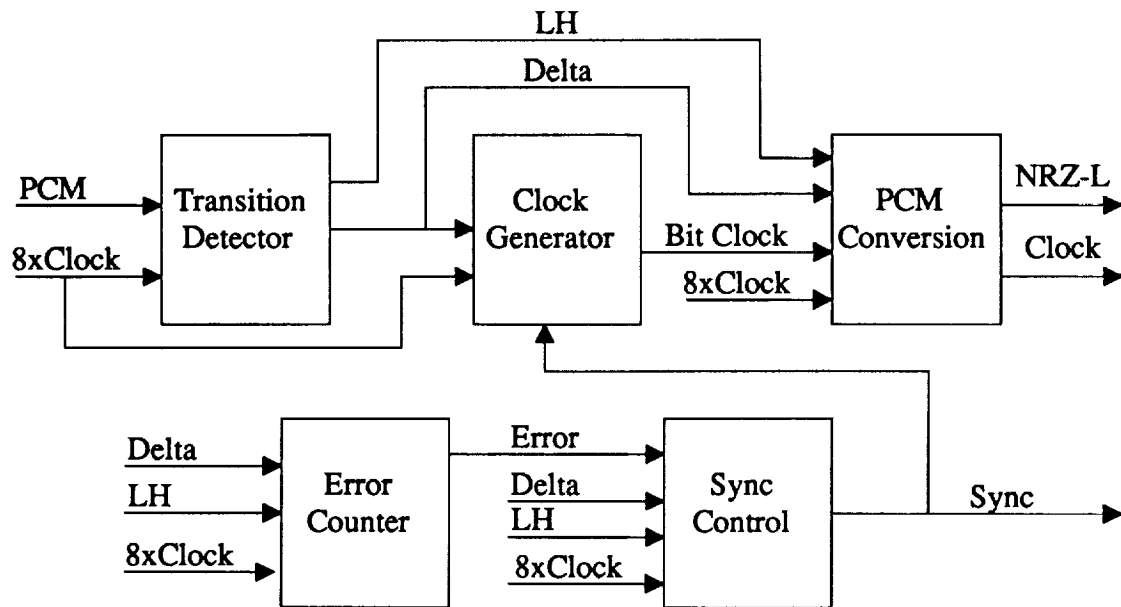 LH
Delta
PCM
8xClock
Transition
Detector
Clock
Generator
Bit Clock
8xClock
PCM
Conversion
NRZ-L
Clock
Delta
LH
8xClock
Error
Counter
Error
Delta
LH
8xClock
Sync
Control
Sync